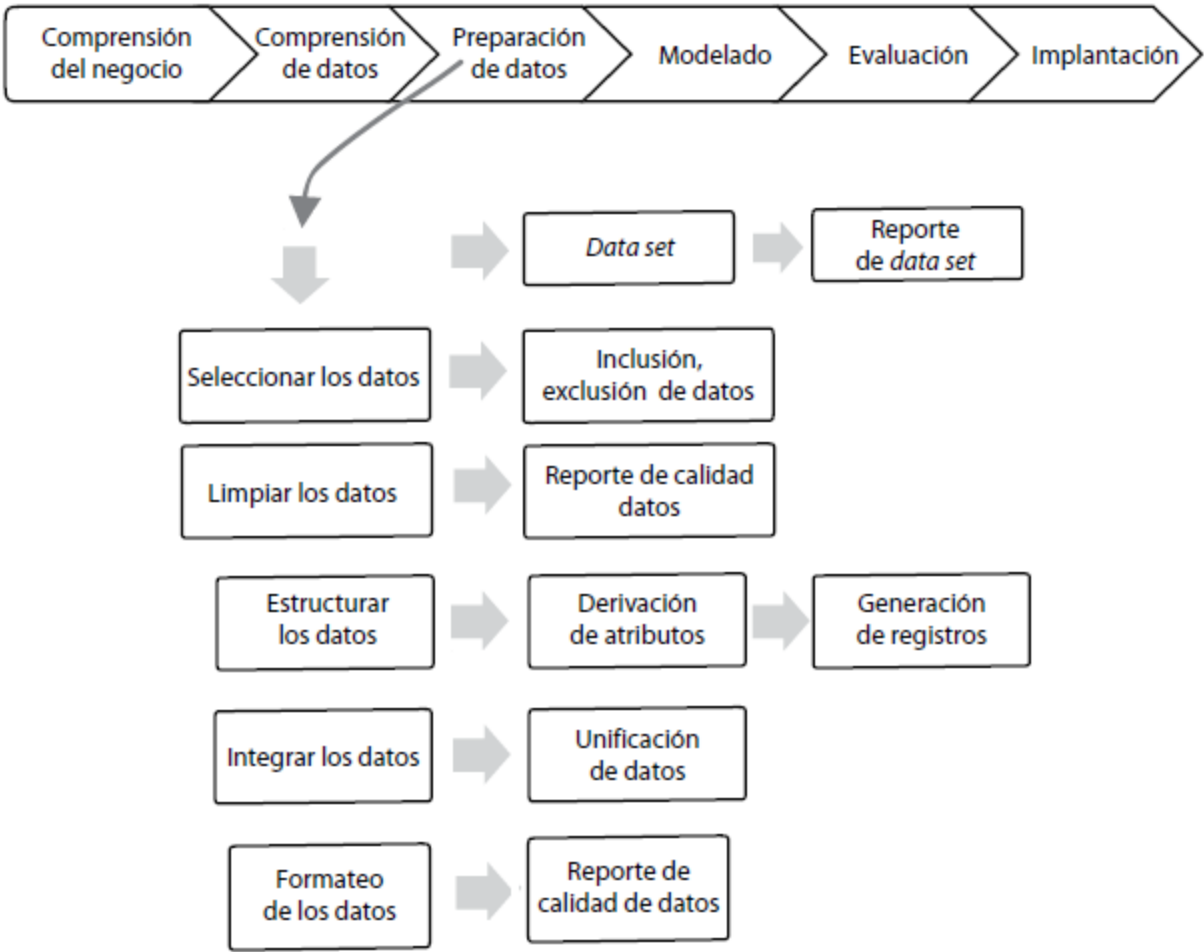 Comprensión
del negocio
Comprensión
de datos
Preparación
de datos
Modelado
Evaluación
Implantación
Data set
Reporte
de data set
Seleccionar los datos
Inclusión,
exclusión de datos
Limpiar los datos
Reporte de calidad
datos
Estructurar
los datos
Derivación
de atributos
Generación
de registros
Integrar los datos
Unificación
de datos
Formateo
de los datos
Reporte de
calidad de datos